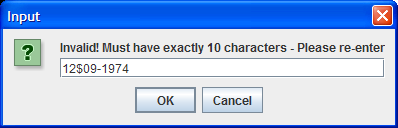 Input
Invalid! Must have exactly 10 characters - Please re-enter
12$09-1974
OK Cancel